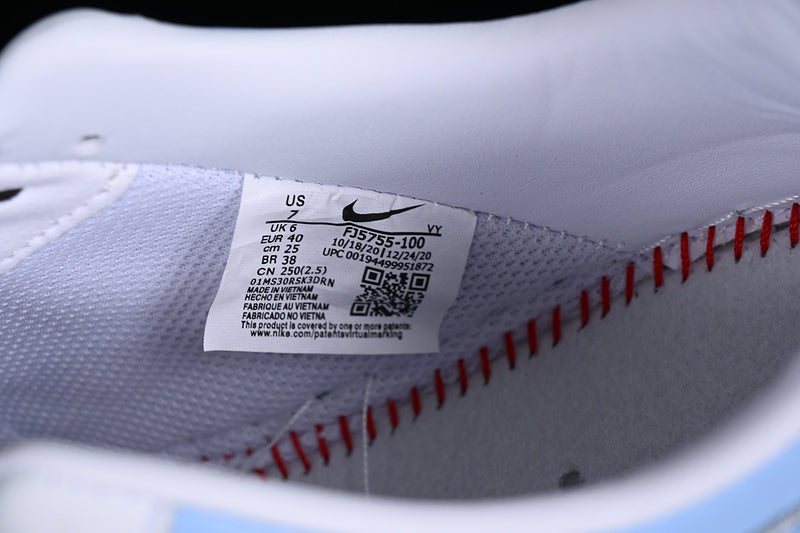 US
7
UK 6
EUR 40
cm 25
BR 38
CN 250(2.5)
VY
FJ5755-100
10/18/20 | 12/24/20
UPC 00194499951872
01MS30RSK3DRN
MADE IN VIETNAM
HECHO EN VIETNAM
FABRIQUE AU VIETNAM
FABRICADO NO VIETNA
This product is covered by one or more patents:
www.nike.com/patentsvirtualmarking